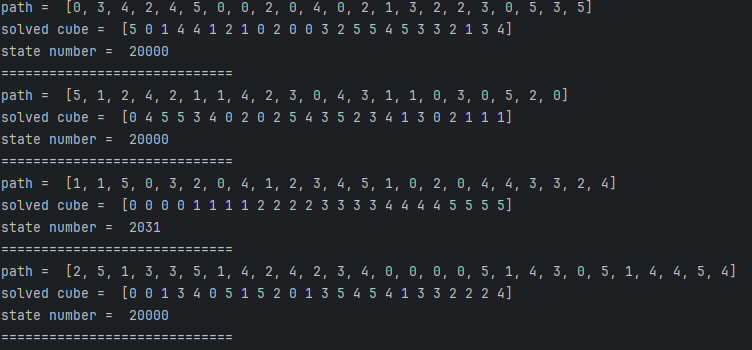 path =  [0, 3, 4, 2, 4, 5, 0, 0, 2, 0, 4, 0, 2, 1, 3, 2, 2, 3, 0, 5, 3, 5]
solved cube =  [5 0 1 4 4 1 2 1 0 2 0 0 3 2 5 5 4 5 3 3 2 1 3 4]
state number =  20000
==============================
path =  [5, 1, 2, 4, 2, 1, 1, 4, 2, 3, 0, 4, 3, 1, 1, 0, 3, 0, 5, 2, 0]
solved cube =  [0 4 5 5 3 4 0 2 0 2 5 4 3 5 2 3 4 1 3 0 2 1 1 1]
state number =  20000
==============================
path =  [1, 1, 5, 0, 3, 2, 0, 4, 1, 2, 3, 4, 5, 1, 0, 2, 0, 4, 4, 3, 3, 2, 4]
solved cube =  [0 0 0 0 1 1 1 1 2 2 2 2 3 3 3 3 4 4 4 4 5 5 5 5]
state number =  2031
==============================
path =  [2, 5, 1, 3, 3, 5, 1, 4, 2, 4, 2, 3, 4, 0, 0, 0, 0, 5, 1, 4, 3, 0, 5, 1, 4, 4, 5, 4]
solved cube =  [0 0 1 3 4 0 5 1 5 2 0 1 3 5 4 5 4 1 3 3 2 2 2 4]
state number =  20000
==============================